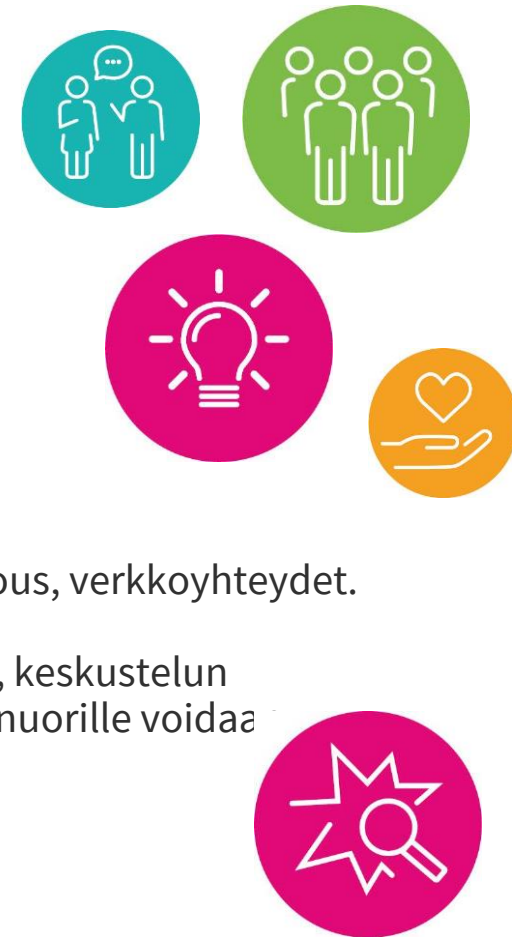 ous, verkkoyhteydet.
, keskustelun
nuorille voidaa